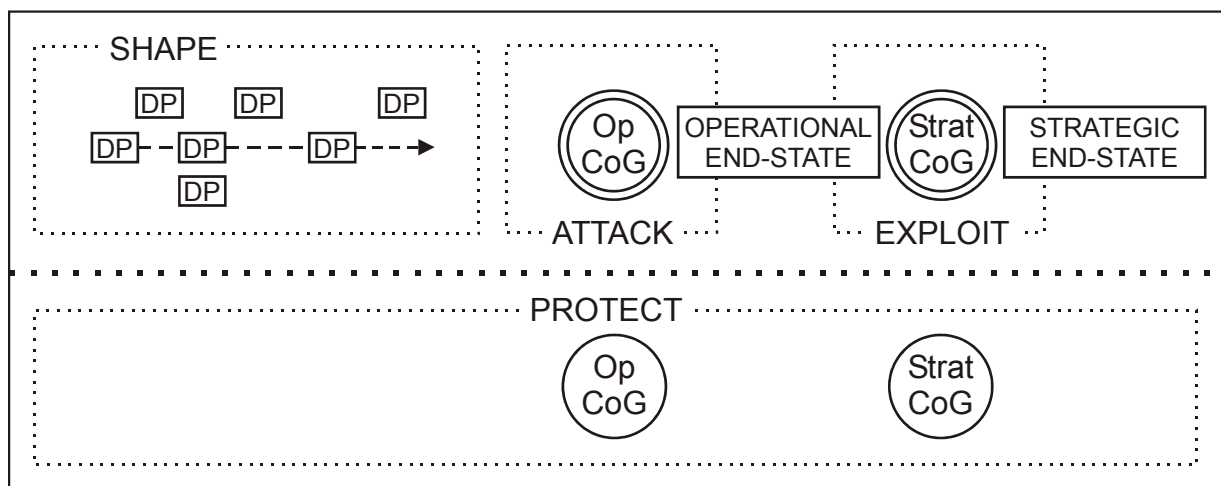 SHAPE
DP DP DP
DP DP DP
DP
Op
CoG
ATTACK
OPERATIONAL
END-STATE
Strat
CoG
EXPLOIT
STRATEGIC
END-STATE
PROTECT
Op
CoG
Strat
CoG